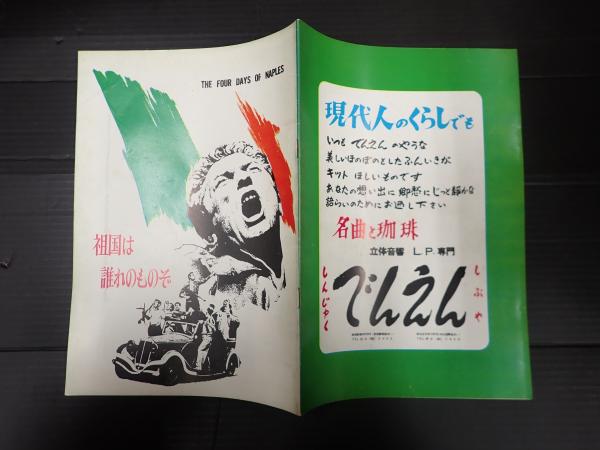 THE FOUR DAYS OF NAPLES
祖国は
誰れのものぞ
現代人のくらしでも
いつも でんえん のやうな
美しいほのぼのとしたふんいきが
キット ほしいものです
あなたの想い出に 郷愁に じっと静かな
語らいのために お過し下さい
名曲と珈琲
立体音響 L.P.専門
しんじゅく
でんえん
しぶや